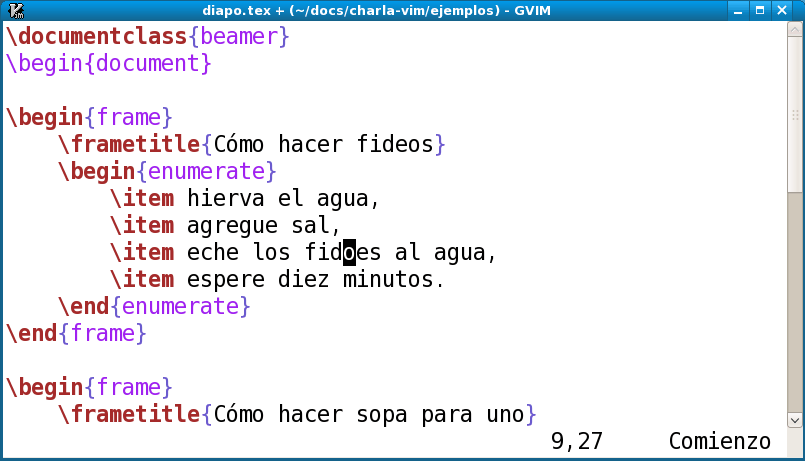 diapo.tex + (~/docs/charla-vim/ejemplos) - GVIM
\documentclass{beamer}
\begin{document}

\begin{frame}
    \frametitle{Cómo hacer fideos}
    \begin{enumerate}
        \item hierva el agua,
        \item agregue sal,
        \item eche los fidoes al agua,
        \item espere diez minutos.
    \end{enumerate}
\end{frame}

\begin{frame}
    \frametitle{Cómo hacer sopa para uno}
9,27 Comienzo